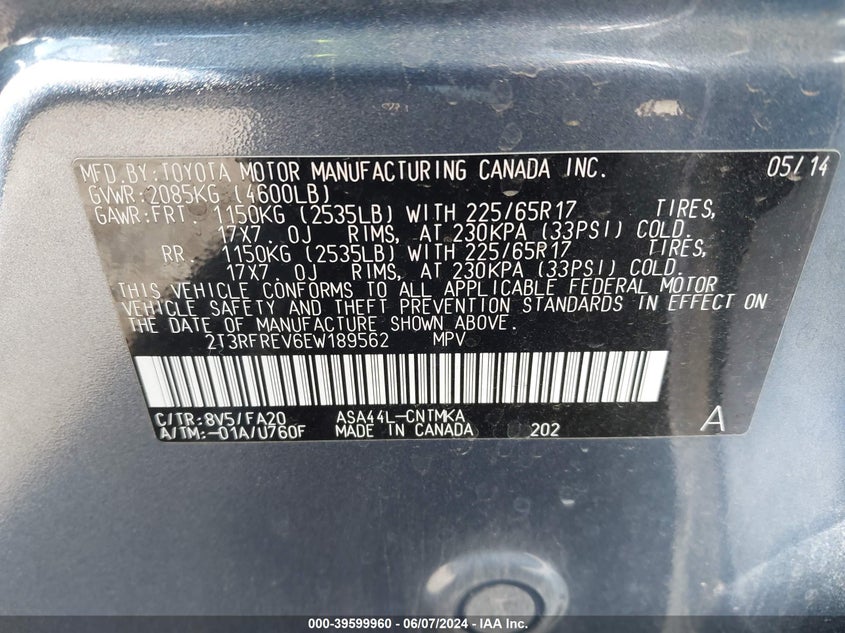 MFD.BY:TOYOTA MOTOR MANUFACTURING CANADA INC. 05/14
GVWR:2085KG (4600LB)
GAWR:FRT. 1150KG (2535LB) WITH 225/65R17 TIRES,
17X7. 0J RIMS, AT 230KPA (33PSI) COLD.
RR. 1150KG (2535LB) WITH 225/65R17 TIRES,
17X7. 0J RIMS, AT 230KPA (33PSI) COLD.
THIS VEHICLE CONFORMS TO ALL APPLICABLE FEDERAL MOTOR
VEHICLE SAFETY AND THEFT PREVENTION STANDARDS IN EFFECT ON
THE DATE OF MANUFACTURE SHOWN ABOVE.
2T3RFREV6EW189562 MPV
C/TR:8V5/FA20 ASA44L-CNTMKA
A/TM:-01A/U760F MADE IN CANADA 202 A
000-39599960 - 06/07/2024 - IAA Inc.